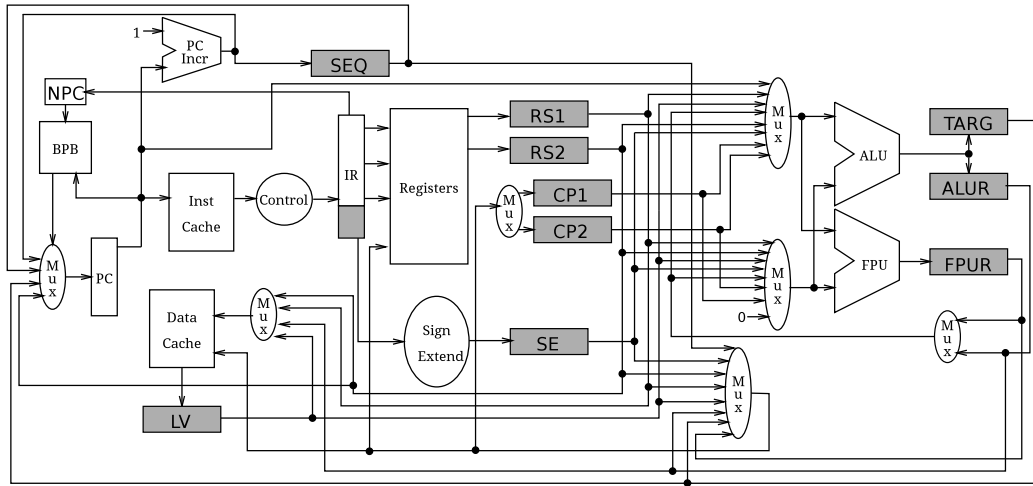 1
PC
Incr
SEQ
NPC
BPB
Inst
Cache
Control
IR
Registers
RS1
RS2
CP1
CP2
M
u
x
M
u
x
ALU
TARG
ALUR
FPU
FPUR
M
u
x
PC
M
u
x
0
Data
Cache
M
u
x
Sign
Extend
SE
M
u
x
M
u
x
LV